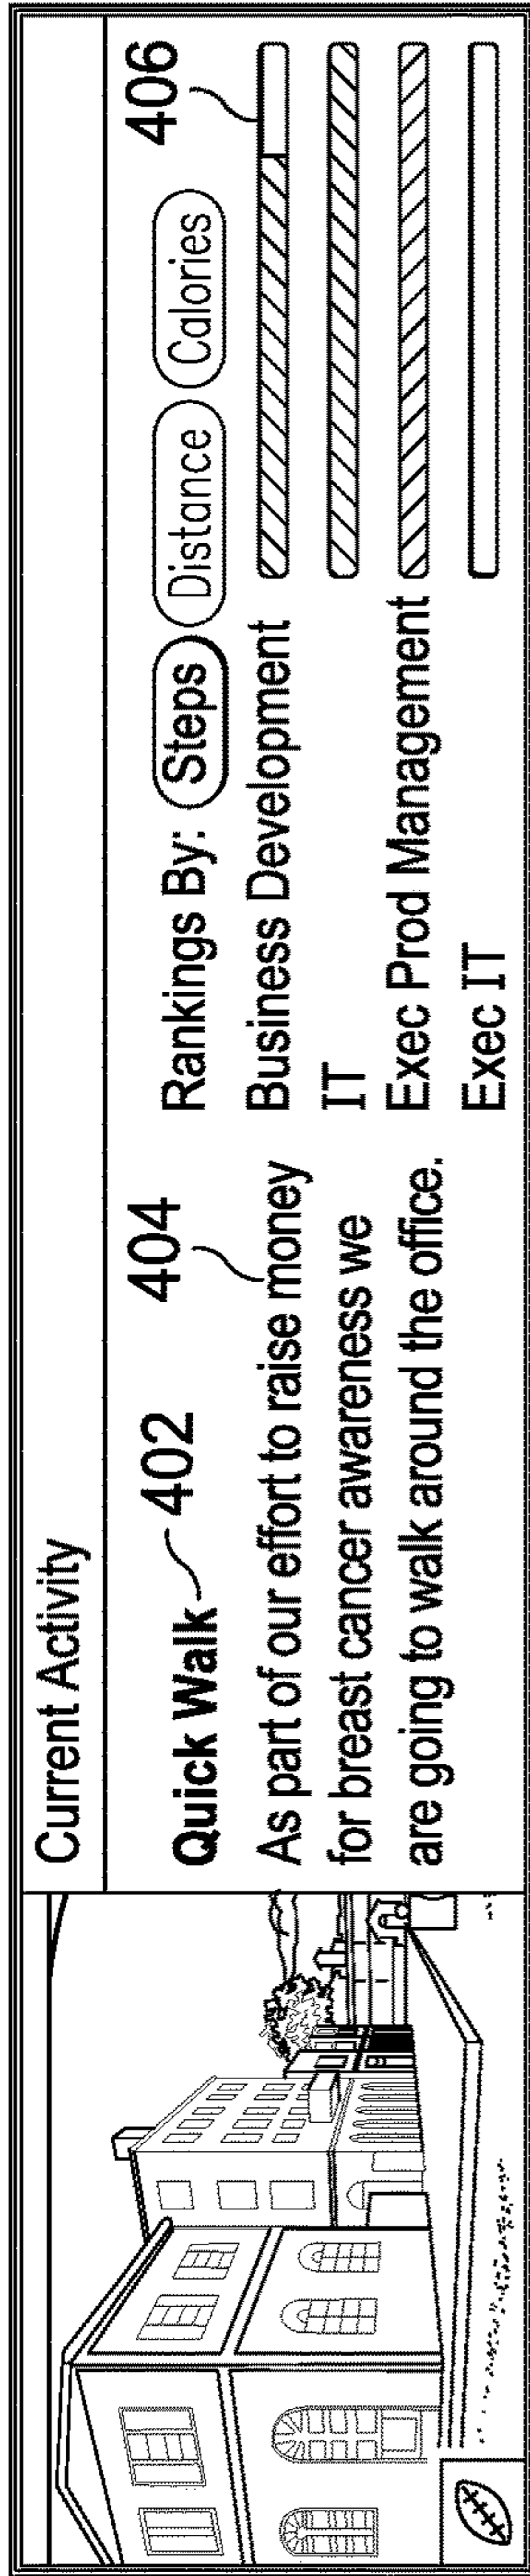 Current Activity
Quick Walk 402
404
As part of our effort to raise money
for breast cancer awareness we
are going to walk around the office.
Rankings By: Steps Distance Calories
406
Business Development
IT
Exec Prod Management
Exec IT